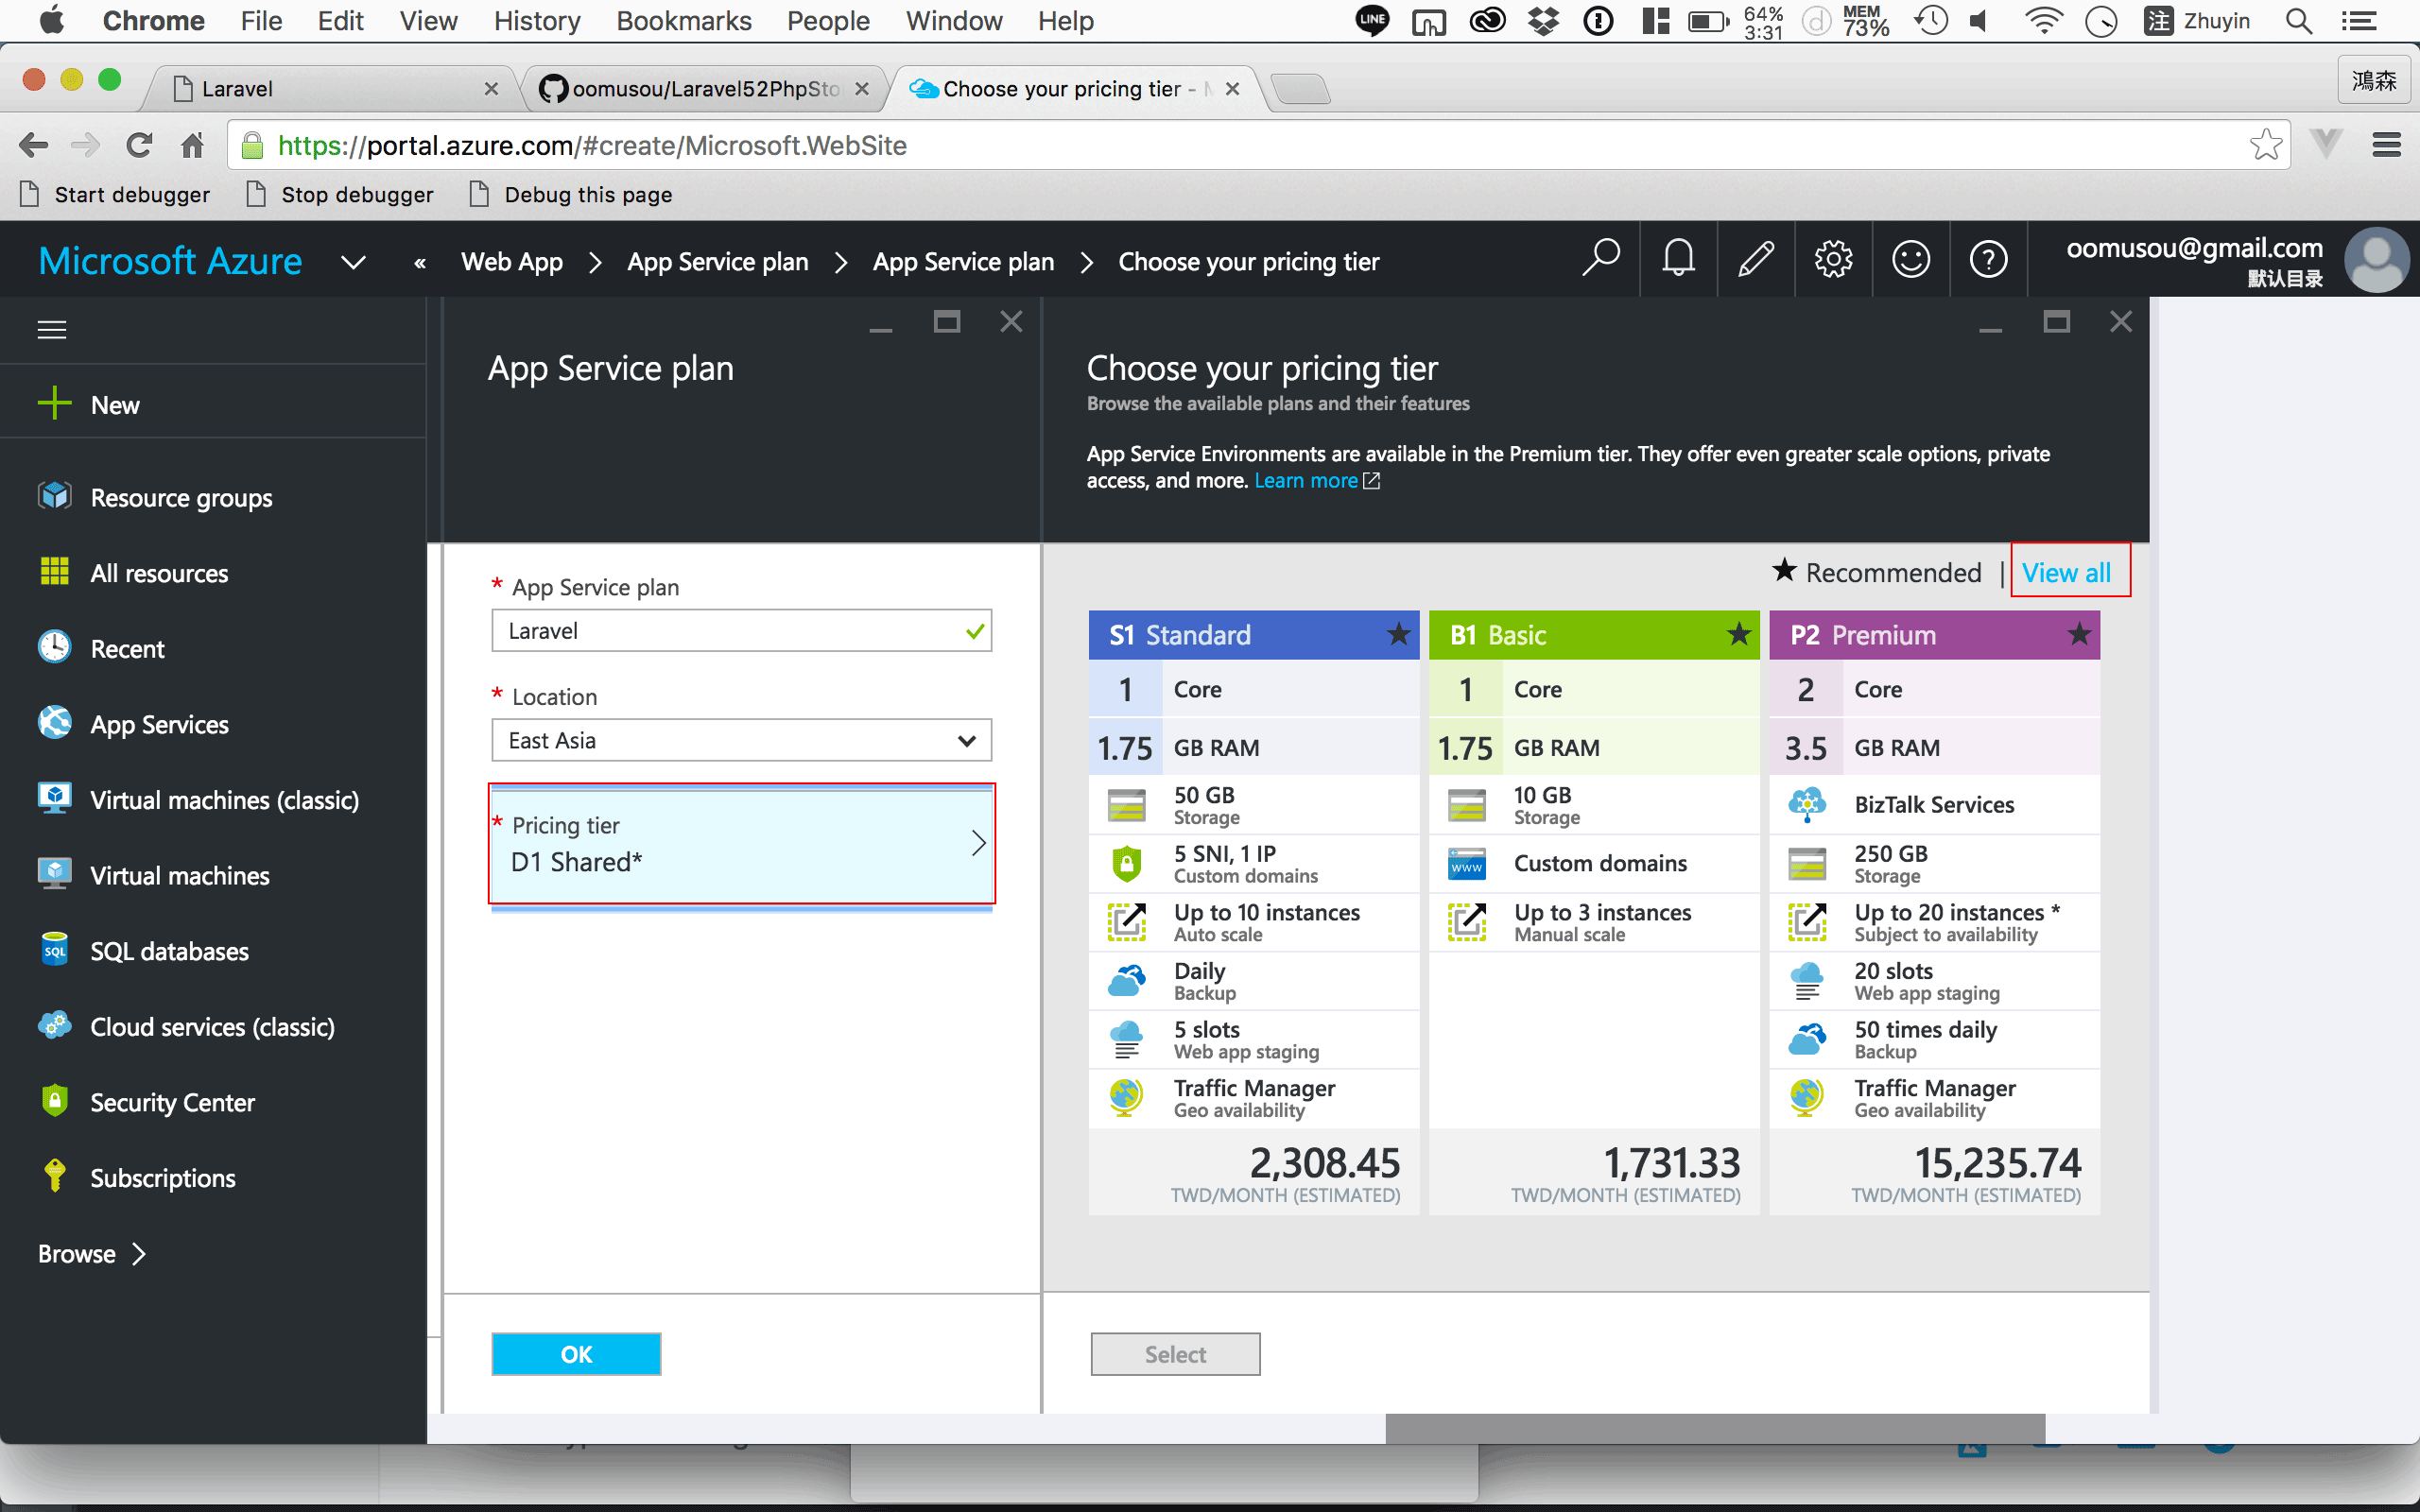 Chrome File Edit View History Bookmarks People Window Help LINE 64% 3:31 MEM 73% 注 Zhuyin
Laravel
oomusou/Laravel52PhpSto
Choose your pricing tier -
鴻森
https://portal.azure.com/#create/Microsoft.WebSite
Start debugger Stop debugger Debug this page
Microsoft Azure « Web App > App Service plan > App Service plan > Choose your pricing tier
oomusou@gmail.com
默认目录
New
Resource groups
All resources
Recent
App Services
Virtual machines (classic)
Virtual machines
SQL databases
Cloud services (classic)
Security Center
Subscriptions
Browse >
App Service plan
* App Service plan
Laravel
* Location
East Asia
* Pricing tier
D1 Shared*
OK
Choose your pricing tier
Browse the available plans and their features
App Service Environments are available in the Premium tier. They offer even greater scale options, private
access, and more. Learn more
★ Recommended | View all
S1 Standard
1 Core
1.75 GB RAM
50 GB
Storage
5 SNI, 1 IP
Custom domains
Up to 10 instances
Auto scale
Daily
Backup
5 slots
Web app staging
Traffic Manager
Geo availability
2,308.45
TWD/MONTH (ESTIMATED)
B1 Basic
1 Core
1.75 GB RAM
10 GB
Storage
www
Custom domains
Up to 3 instances
Manual scale
1,731.33
TWD/MONTH (ESTIMATED)
P2 Premium
2 Core
3.5 GB RAM
BizTalk Services
250 GB
Storage
Up to 20 instances *
Subject to availability
20 slots
Web app staging
50 times daily
Backup
Traffic Manager
Geo availability
15,235.74
TWD/MONTH (ESTIMATED)
Select